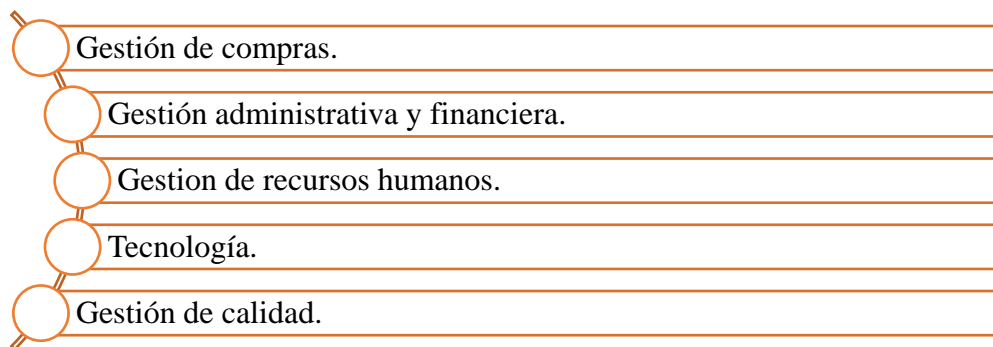 Gestión de compras.
Gestión administrativa y financiera.
Gestion de recursos humanos.
Tecnología.
Gestión de calidad.